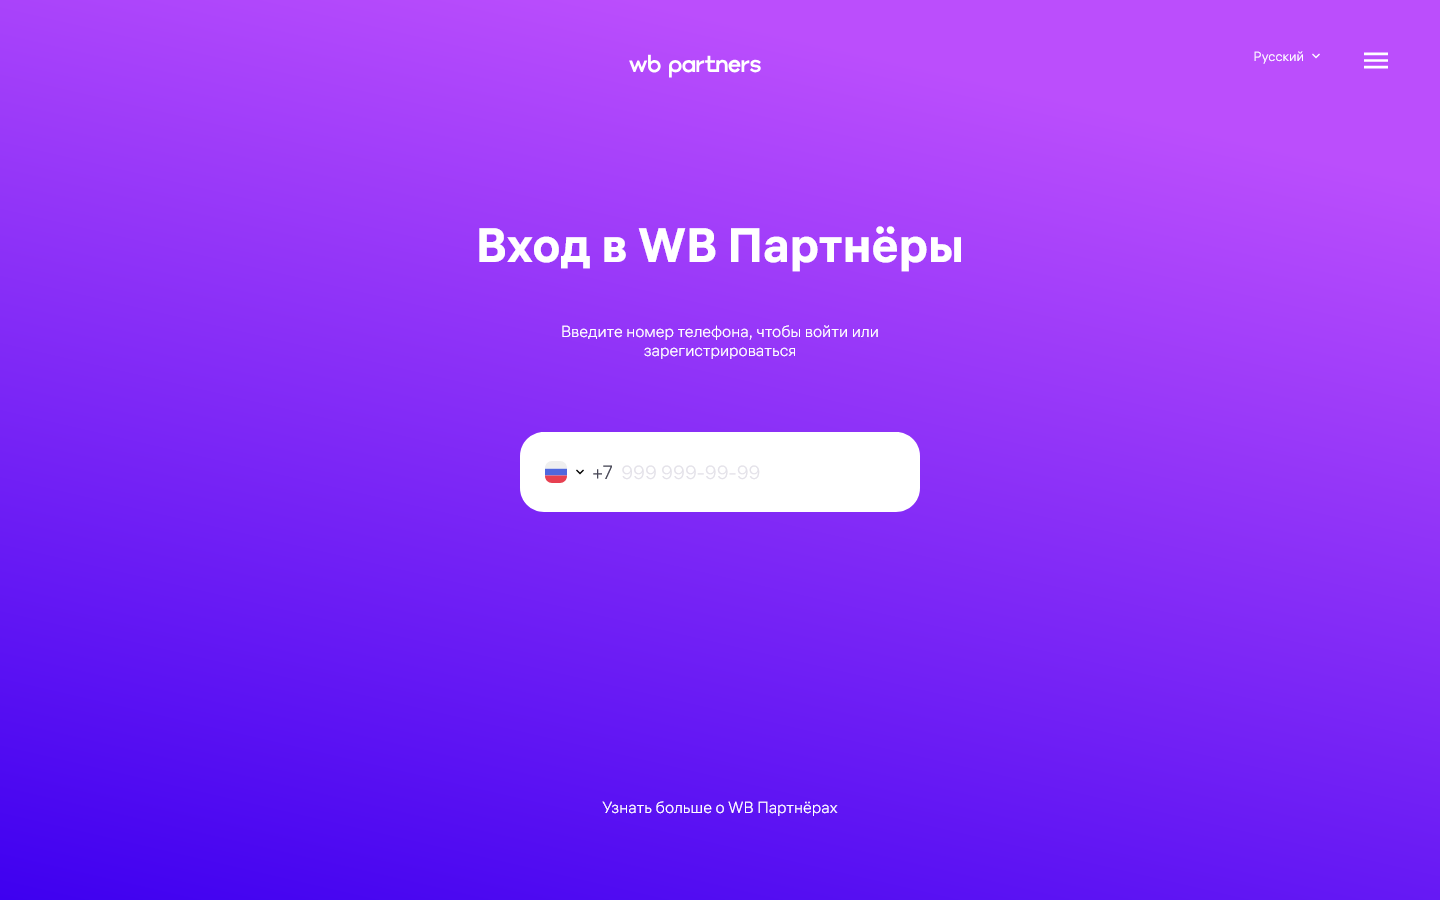 wb partners
Русский
Вход в WB Партнёры
Введите номер телефона, чтобы войти или
зарегистрироваться
+7 999 999-99-99
Узнать больше о WB Партнёрах